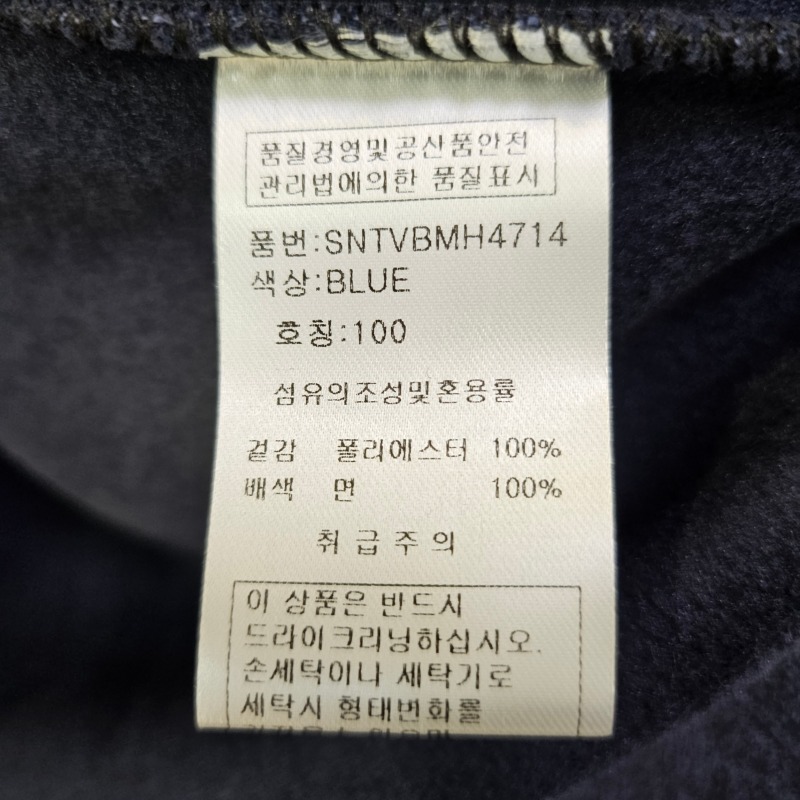 품질경영및공산품안전
관리법에의한 품질표시
품번:SNTVBMH4714
색상:BLUE
호칭:100
섬유의조성및혼용률
겉감 폴리에스터 100%
배색 면 100%
취급주의
이 상품은 반드시
드라이크리닝하십시오.
손세탁이나 세탁기로
세탁시 형태변화를